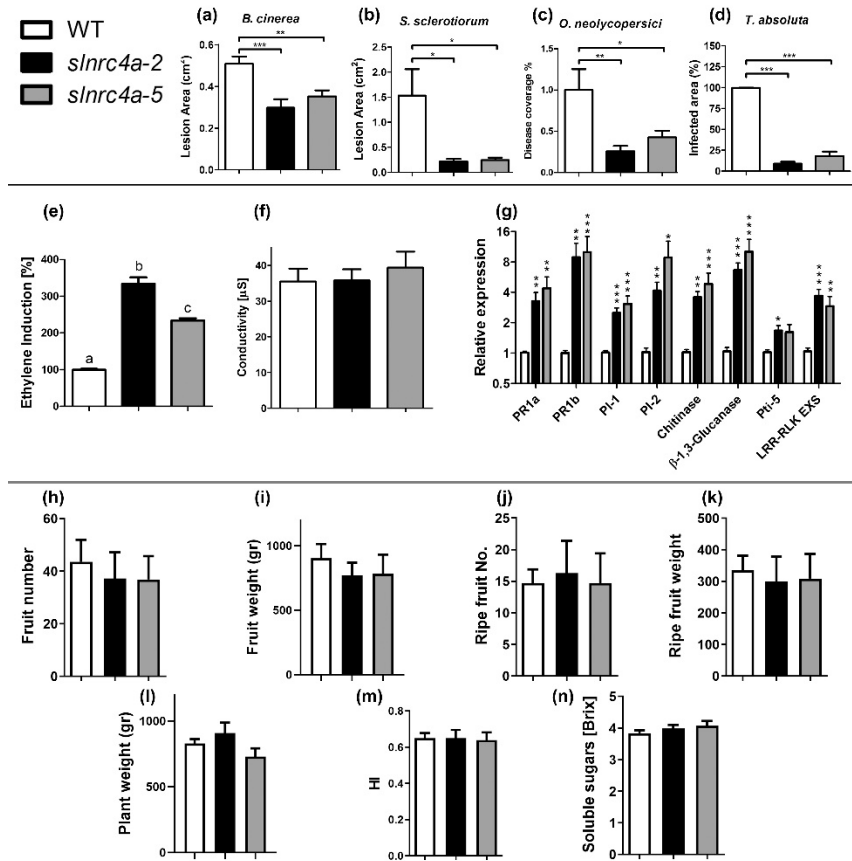 WT
slnrc4a-2
slnrc4a-5
(a)
B. cinerea
Lesion Area (cm²)
0.6
0.4
0.2
0.0
***
**
(b)
S. sclerotiorum
Lesion Area (cm²)
2.5
2.0
1.5
1.0
0.5
0.0
*
*
(c)
O. neolycopersici
Disease coverage %
1.5
1.0
0.5
0.0
**
*
(d)
T. absoluta
Infected area (%)
125
100
75
50
25
0
***
***
(e)
Ethylene Induction [%]
400
300
200
100
0
a
b
c
(f)
Conductivity [µS]
40
20
0
(g)
Relative expression
16
8
4
2
1
0.5
**
**
**
***
***
***
**
*
***
***
***
***
*
***
**
PR1a
PR1b
PI-1
PI-2
Chitinase
β-1,3-Glucanase
Pti-5
LRR-RLK EXS
(h)
Fruit number
60
40
20
0
(i)
Fruit weight (gr)
1000
500
0
(j)
Ripe fruit No.
25
20
15
10
5
0
(k)
Ripe fruit weight
500
400
300
200
100
0
(l)
Plant weight (gr)
1000
500
0
(m)
HI
0.8
0.6
0.4
0.2
0.0
(n)
Soluble sugars [Brix]
5
4
3
2
1
0